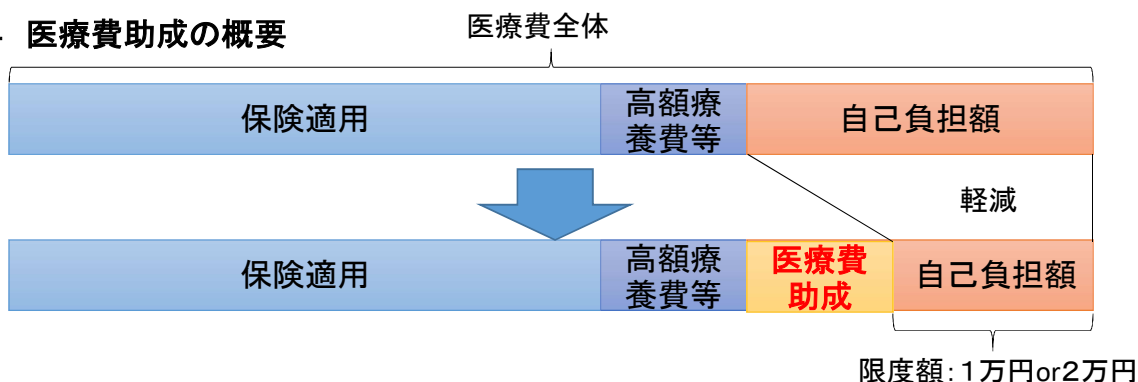 医療費助成の概要
医療費全体
保険適用
高額療
養費等
自己負担額
軽減
保険適用
高額療
養費等
医療費
助成
自己負担額
限度額：１万円or２万円